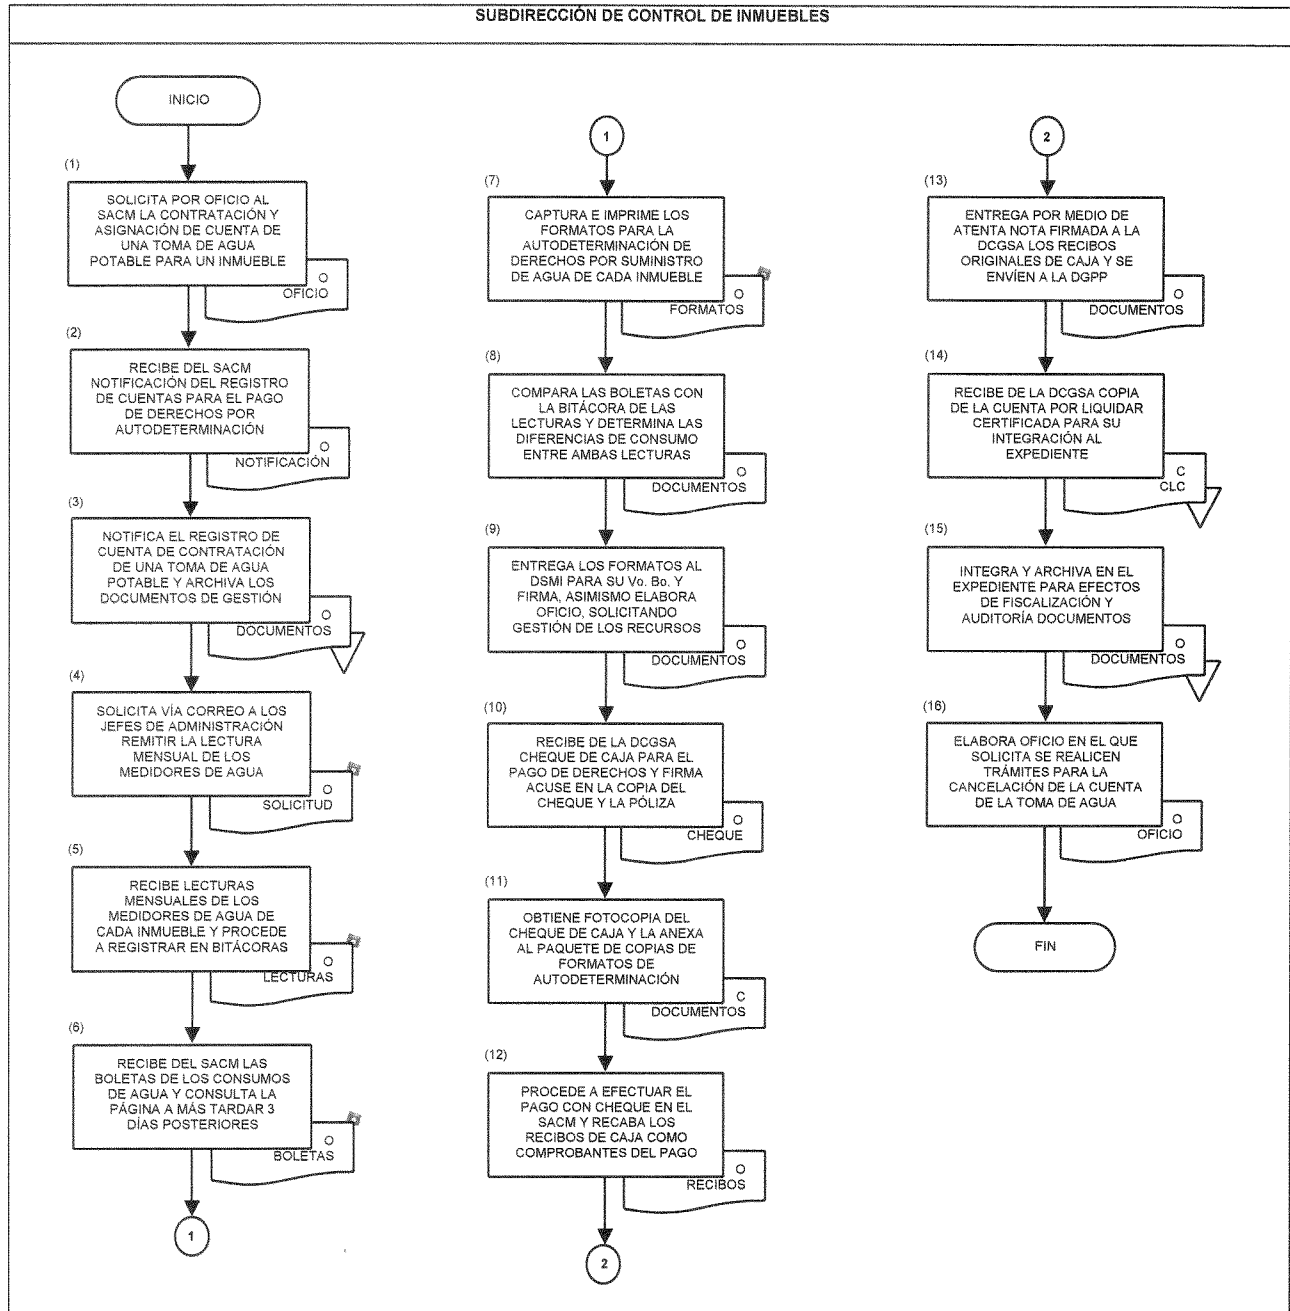 SUBDIRECCIÓN DE CONTROL DE INMUEBLES
INICIO
(1)
SOLICITA POR OFICIO AL
SACM LA CONTRATACIÓN Y
ASIGNACIÓN DE CUENTA DE
UNA TOMA DE AGUA
POTABLE PARA UN INMUEBLE
O
OFICIO
(2)
RECIBE DEL SACM
NOTIFICACIÓN DEL REGISTRO
DE CUENTAS PARA EL PAGO
DE DERECHOS POR
AUTODETERMINACIÓN
O
NOTIFICACIÓN
(3)
NOTIFICA EL REGISTRO DE
CUENTA DE CONTRATACIÓN
DE UNA TOMA DE AGUA
POTABLE Y ARCHIVA LOS
DOCUMENTOS DE GESTIÓN
O
DOCUMENTOS
(4)
SOLICITA VÍA CORREO A LOS
JEFES DE ADMINISTRACIÓN
REMITIR LA LECTURA
MENSUAL DE LOS
MEDIDORES DE AGUA
O
SOLICITUD
(5)
RECIBE LECTURAS
MENSUALES DE LOS
MEDIDORES DE AGUA DE
CADA INMUEBLE Y PROCEDE
A REGISTRAR EN BITÁCORAS
O
LECTURAS
(6)
RECIBE DEL SACM LAS
BOLETAS DE LOS CONSUMOS
DE AGUA Y CONSULTA LA
PÁGINA A MÁS TARDAR 3
DÍAS POSTERIORES
O
BOLETAS
1
1
(7)
CAPTURA E IMPRIME LOS
FORMATOS PARA LA
AUTODETERMINACIÓN DE
DERECHOS POR SUMINISTRO
DE AGUA DE CADA INMUEBLE
O
FORMATOS
(8)
COMPARA LAS BOLETAS CON
LA BITÁCORA DE LAS
LECTURAS Y DETERMINA LAS
DIFERENCIAS DE CONSUMO
ENTRE AMBAS LECTURAS
O
DOCUMENTOS
(9)
ENTREGA LOS FORMATOS AL
DSMI PARA SU Vo. Bo. Y
FIRMA, ASIMISMO ELABORA
OFICIO, SOLICITANDO
GESTIÓN DE LOS RECURSOS
O
DOCUMENTOS
(10)
RECIBE DE LA DCGSA
CHEQUE DE CAJA PARA EL
PAGO DE DERECHOS Y FIRMA
ACUSE EN LA COPIA DEL
CHEQUE Y LA PÓLIZA
O
CHEQUE
(11)
OBTIENE FOTOCOPIA DEL
CHEQUE DE CAJA Y LA ANEXA
AL PAQUETE DE COPIAS DE
FORMATOS DE
AUTODETERMINACIÓN
C
DOCUMENTOS
(12)
PROCEDE A EFECTUAR EL
PAGO CON CHEQUE EN EL
SACM Y RECABA LOS
RECIBOS DE CAJA COMO
COMPROBANTES DEL PAGO
O
RECIBOS
2
2
(13)
ENTREGA POR MEDIO DE
ATENTA NOTA FIRMADA A LA
DCGSA LOS RECIBOS
ORIGINALES DE CAJA Y SE
ENVÍEN A LA DGPP
O
DOCUMENTOS
(14)
RECIBE DE LA DCGSA COPIA
DE LA CUENTA POR LIQUIDAR
CERTIFICADA PARA SU
INTEGRACIÓN AL
EXPEDIENTE
C
CLC
(15)
INTEGRA Y ARCHIVA EN EL
EXPEDIENTE PARA EFECTOS
DE FISCALIZACIÓN Y
AUDITORÍA DOCUMENTOS
O
DOCUMENTOS
(16)
ELABORA OFICIO EN EL QUE
SOLICITA SE REALICEN
TRÁMITES PARA LA
CANCELACIÓN DE LA CUENTA
DE LA TOMA DE AGUA
O
OFICIO
FIN